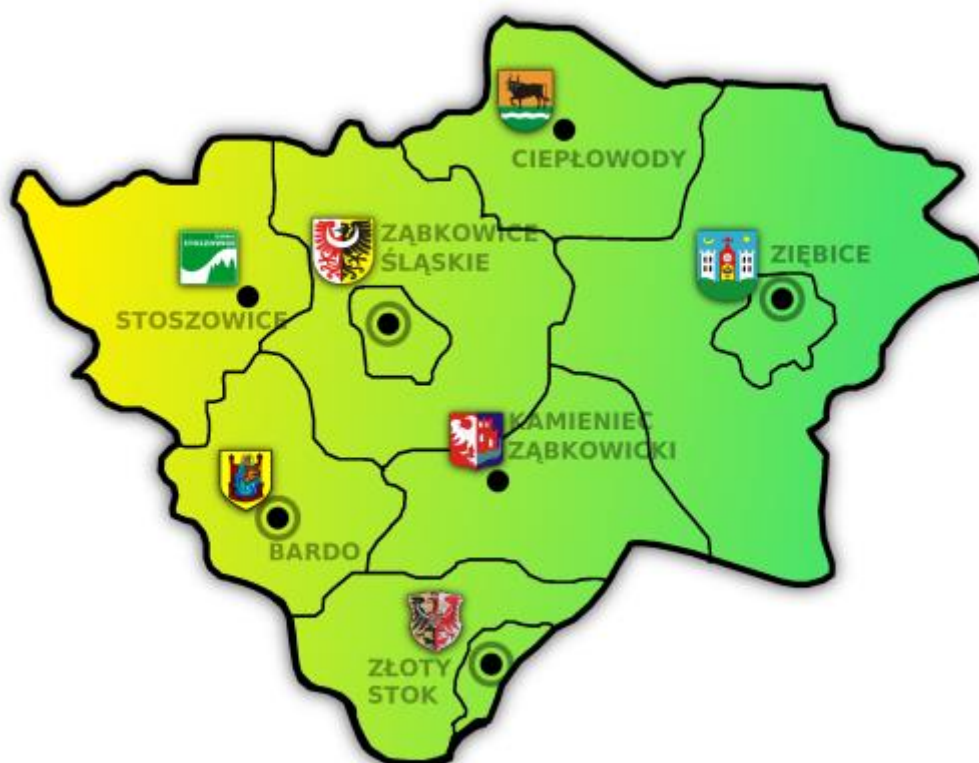 CIEPŁOWODY
ZĄBKOWICE
ŚLĄSKIE
ZIĘBICE
STOSZOWICE
KAMIENIEC
ZĄBKOWICKI
BARDO
ZŁOTY
STOK